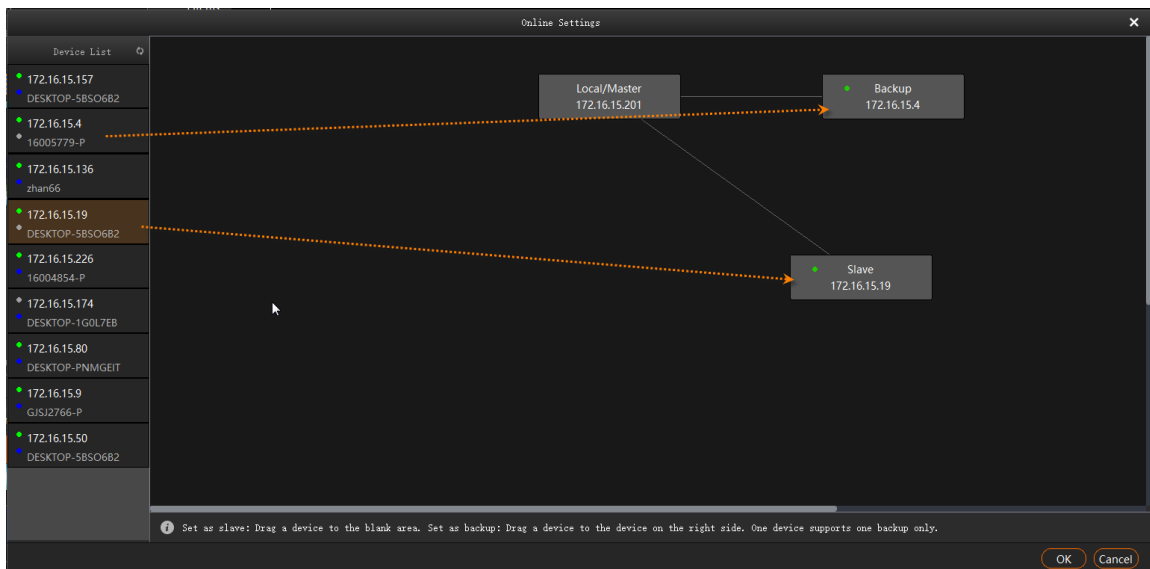 Online Settings
Device List
172.16.15.157
DESKTOP-5BSO6B2
172.16.15.4
16005779-P
172.16.15.136
zhan66
172.16.15.19
DESKTOP-5BSO6B2
172.16.15.226
16004854-P
172.16.15.174
DESKTOP-1G0L7EB
172.16.15.80
DESKTOP-PNMGEIT
172.16.15.9
GJSJ2766-P
172.16.15.50
DESKTOP-5BSO6B2
Local/Master
172.16.15.201
Backup
172.16.15.4
Slave
172.16.15.19
Set as slave: Drag a device to the blank area. Set as backup: Drag a device to the device on the right side. One device supports one backup only.
OK
Cancel